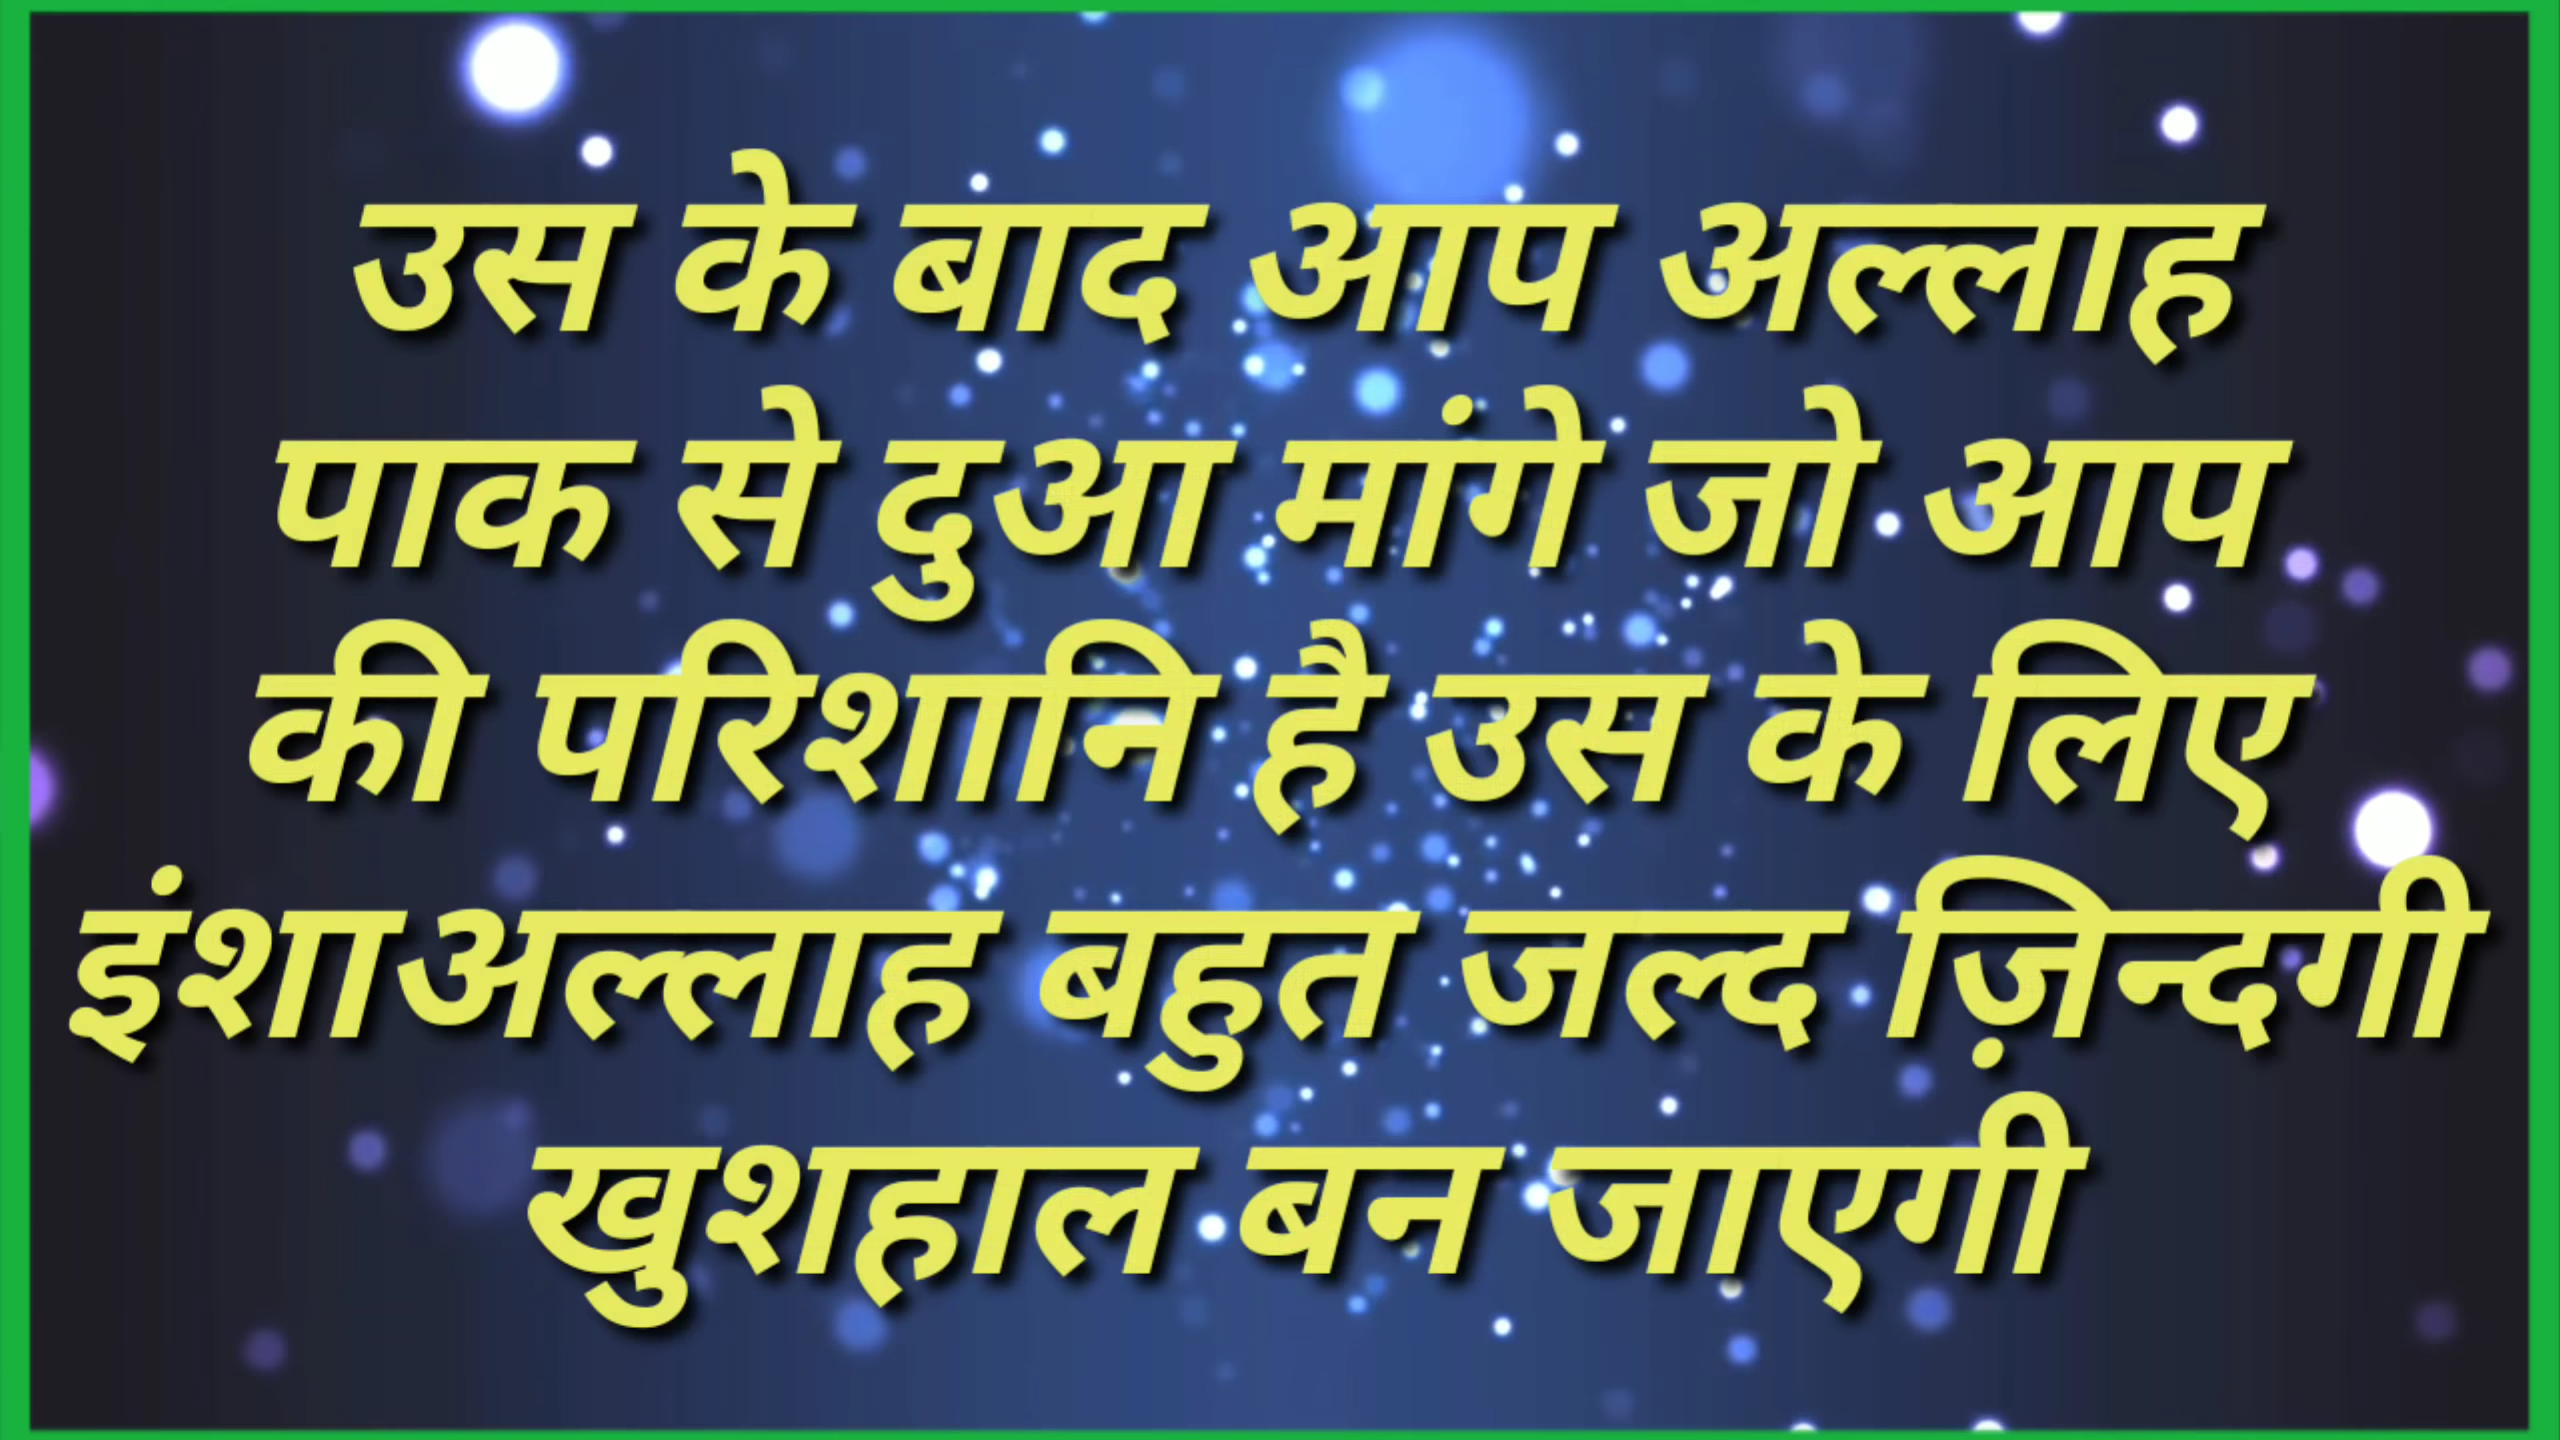 उस के बाद आप अल्लाह
पाक से दुआ मांगे जो आप
की परिशानि है उस के लिए
इंशाअल्लाह बहुत जल्द ज़िन्दगी
खुशहाल बन जाएगी